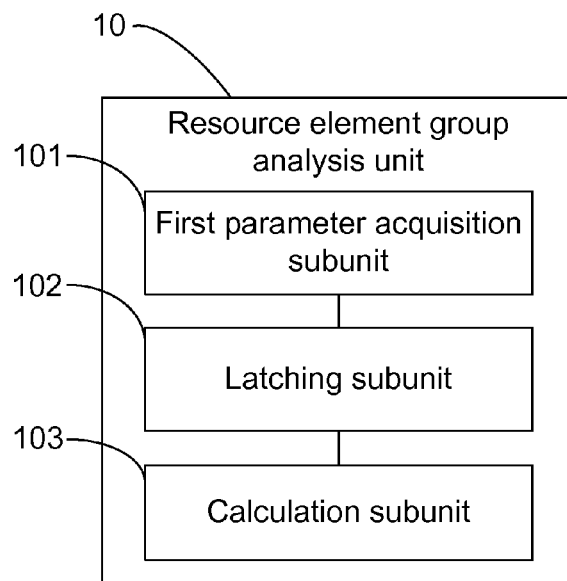 10
Resource element group
analysis unit
101
First parameter acquisition
subunit
102
Latching subunit
103
Calculation subunit